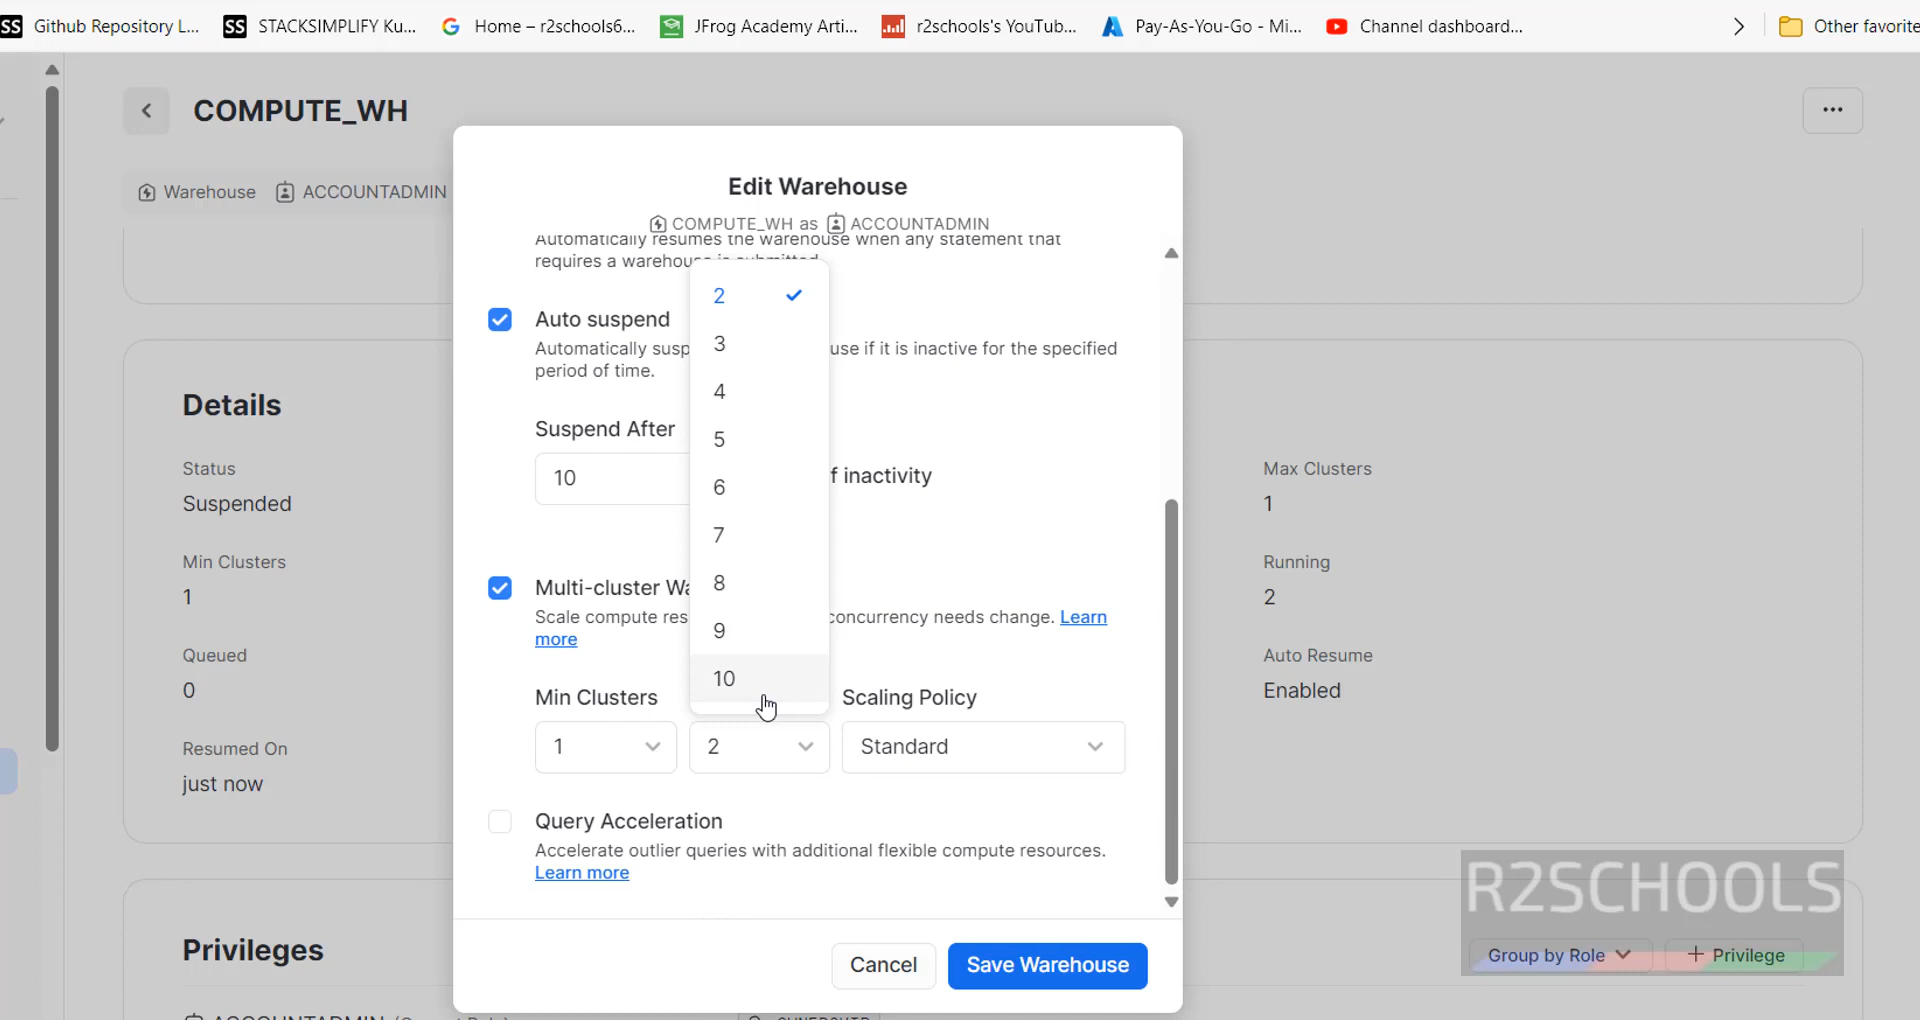 SS Github Repository L... SS STACKSIMPLIFY Ku... Home – r2schools6... JFrog Academy Arti... r2schools's YouTub... Pay-As-You-Go - Mi... Channel dashboard... Other favorite
COMPUTE_WH
Warehouse ACCOUNTADMIN
Edit Warehouse
COMPUTE_WH as ACCOUNTADMIN
Automatically resumes the warehouse when any statement that
requires a warehouse is submitted.
Auto suspend
Automatically susp use if it is inactive for the specified
period of time.
Suspend After
10 f inactivity
Multi-cluster Wa
Scale compute res concurrency needs change. Learn
more
2
3
4
5
6
7
8
9
10
Min Clusters Scaling Policy
1 2 Standard
Query Acceleration
Accelerate outlier queries with additional flexible compute resources.
Learn more
Cancel Save Warehouse
Details
Status
Suspended
Min Clusters
1
Queued
0
Resumed On
just now
Max Clusters
1
Running
2
Auto Resume
Enabled
Privileges
R2SCHOOLS
Group by Role + Privilege
ACCOUNTADMIN